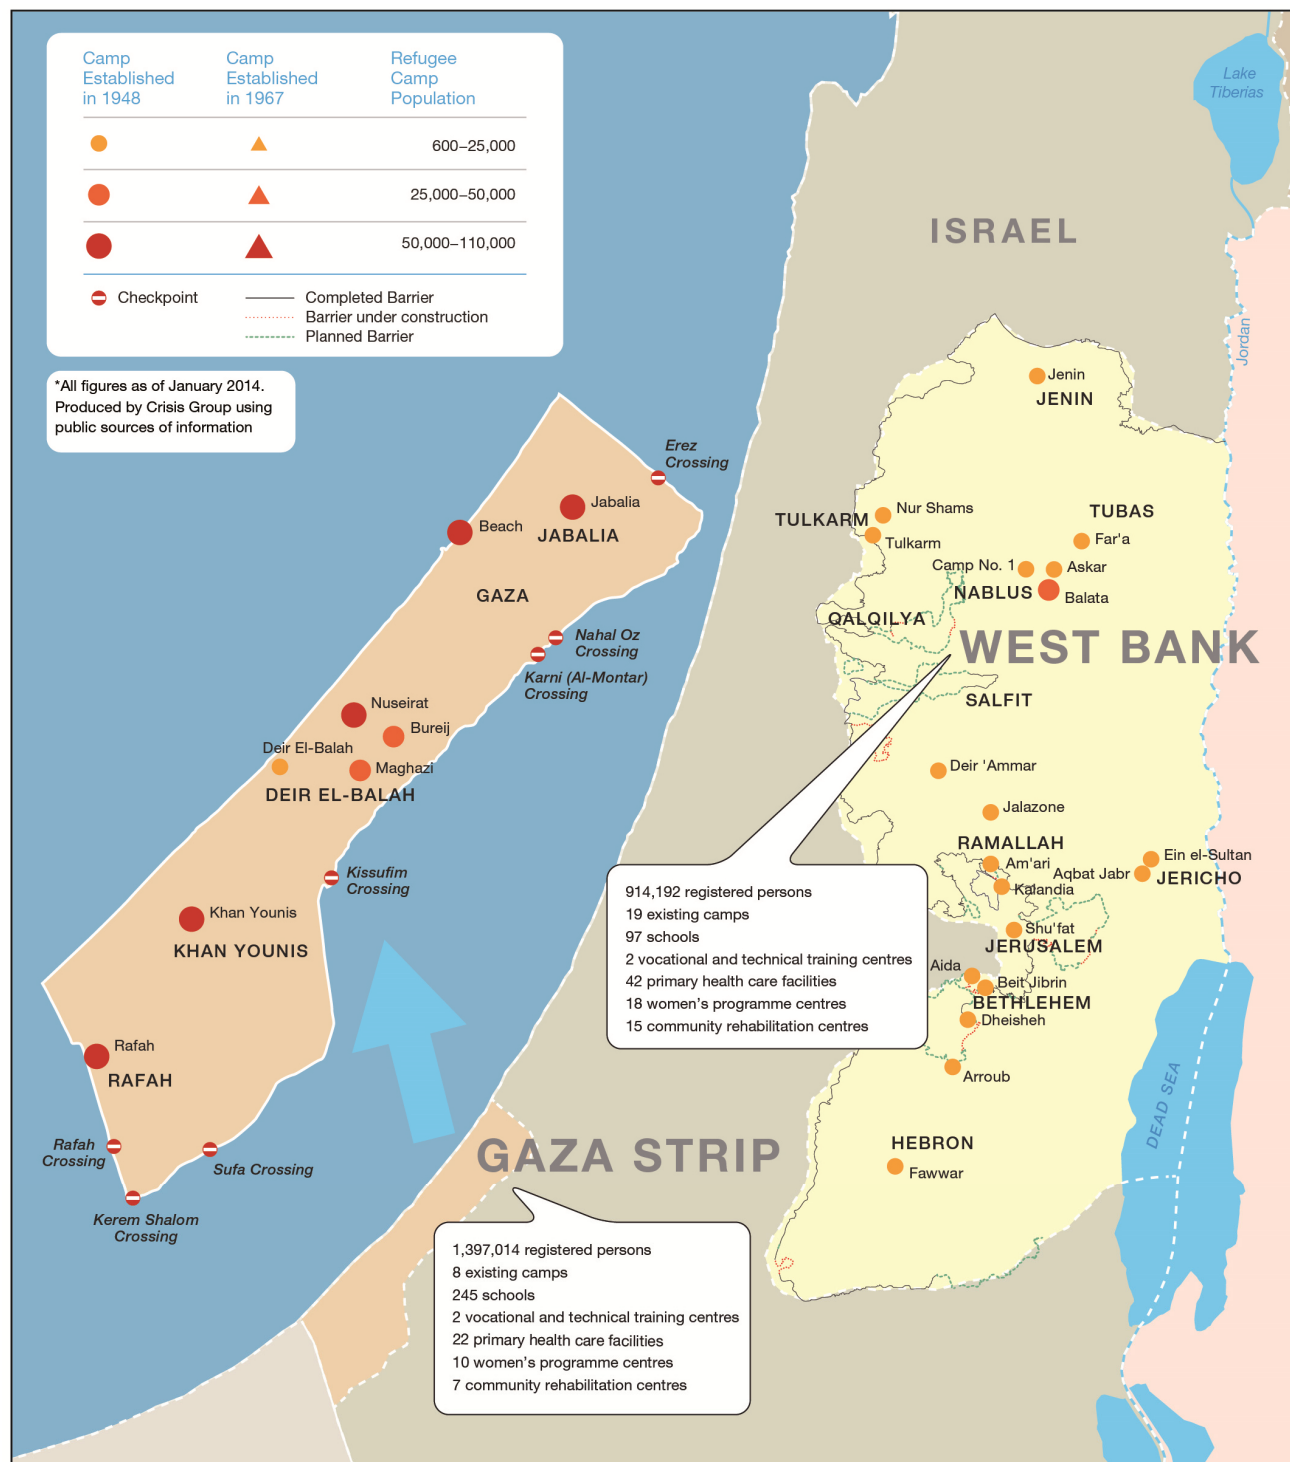 Camp
Established
in 1948
Camp
Established
in 1967
Refugee
Camp
Population
600–25,000
25,000–50,000
50,000–110,000
Checkpoint
Completed Barrier
Barrier under construction
Planned Barrier
*All figures as of January 2014.
Produced by Crisis Group using
public sources of information
Lake
Tiberias
ISRAEL
Jordan
Jenin
JENIN
Erez
Crossing
Jabalia
JABALIA
Beach
GAZA
Nahal Oz
Crossing
Karni (Al-Montar)
Crossing
Nuseirat
Bureij
Deir El-Balah
Maghazi
DEIR EL-BALAH
Kissufim
Crossing
Khan Younis
KHAN YOUNIS
Rafah
RAFAH
Rafah
Crossing
Sufa Crossing
Kerem Shalom
Crossing
TULKARM
Nur Shams
Tulkarm
TUBAS
Far'a
Camp No. 1
Askar
NABLUS
Balata
QALQILYA
WEST BANK
SALFIT
Deir 'Ammar
Jalazone
RAMALLAH
Am'ari
Kalandia
Ein el-Sultan
Aqbat Jabr
JERICHO
Shu'fat
JERUSALEM
Aida
Beit Jibrin
BETHLEHEM
Dheisheh
Arroub
HEBRON
Fawwar
DEAD SEA
914,192 registered persons
19 existing camps
97 schools
2 vocational and technical training centres
42 primary health care facilities
18 women's programme centres
15 community rehabilitation centres
GAZA STRIP
1,397,014 registered persons
8 existing camps
245 schools
2 vocational and technical training centres
22 primary health care facilities
10 women's programme centres
7 community rehabilitation centres